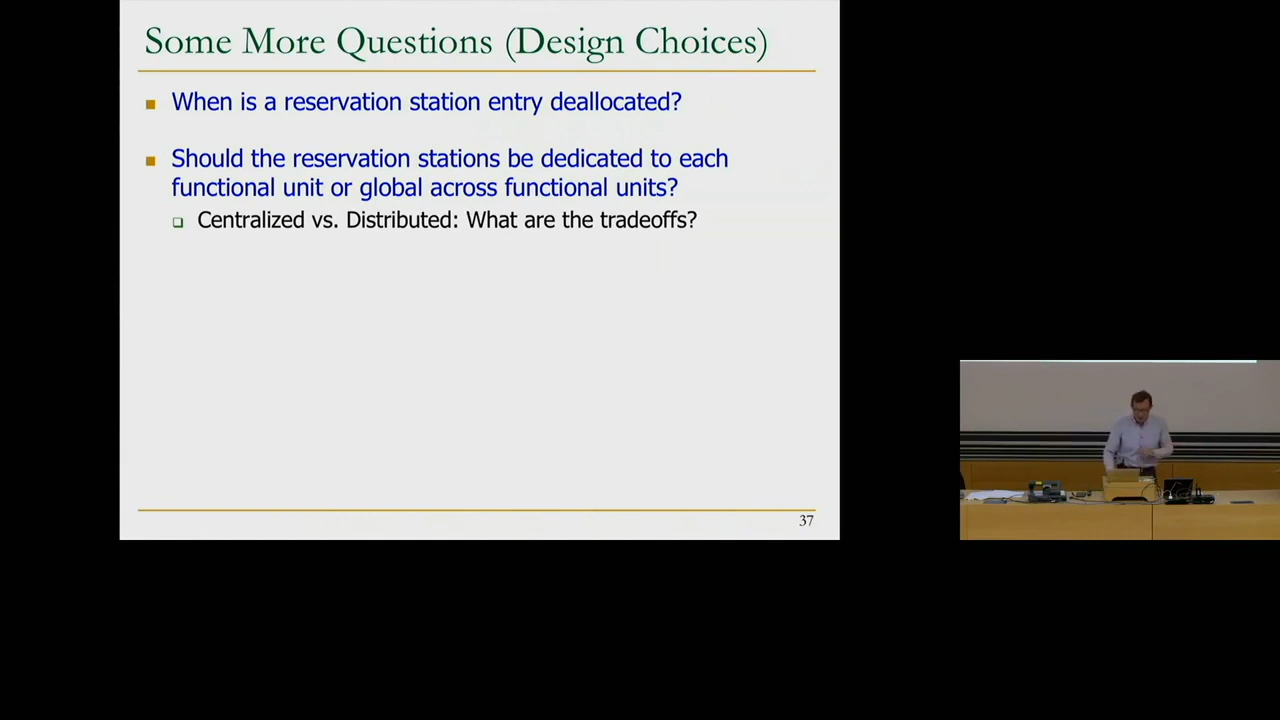 Some More Questions (Design Choices)
When is a reservation station entry deallocated?
Should the reservation stations be dedicated to each
functional unit or global across functional units?
Centralized vs. Distributed: What are the tradeoffs?
37